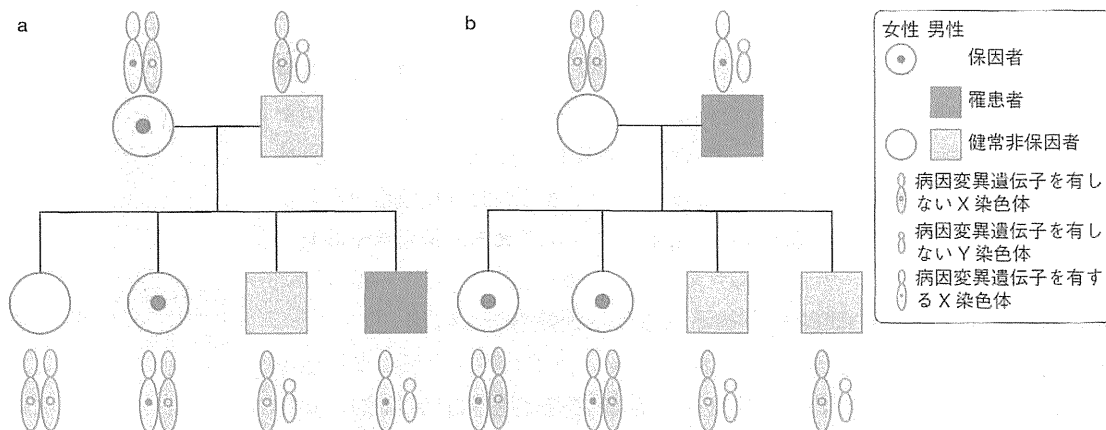 a
b
女性 男性
保因者
罹患者
健常非保因者
病因変異遺伝子を有し
ないX染色体
病因変異遺伝子を有し
ないY染色体
病因変異遺伝子を有す
るX染色体